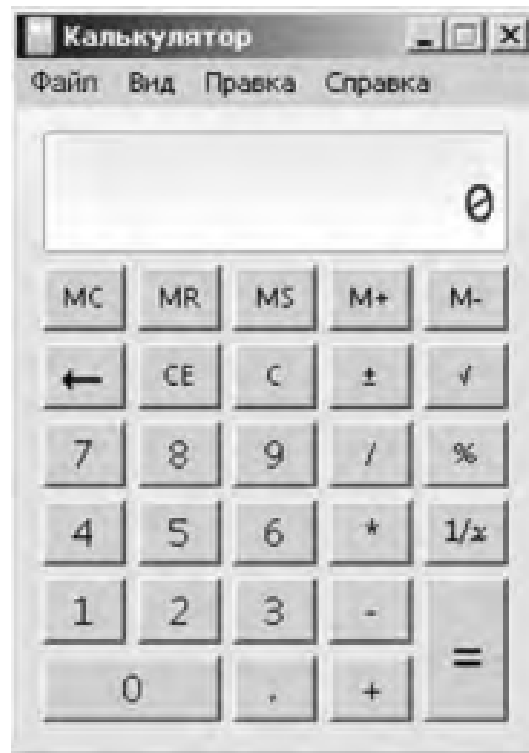 Калькулятор
Файл Вид Правка Справка
0
MC MR MS M+ M-
← CE C ± √
7 8 9 / %
4 5 6 * 1/x
1 2 3 -
=
0 . +